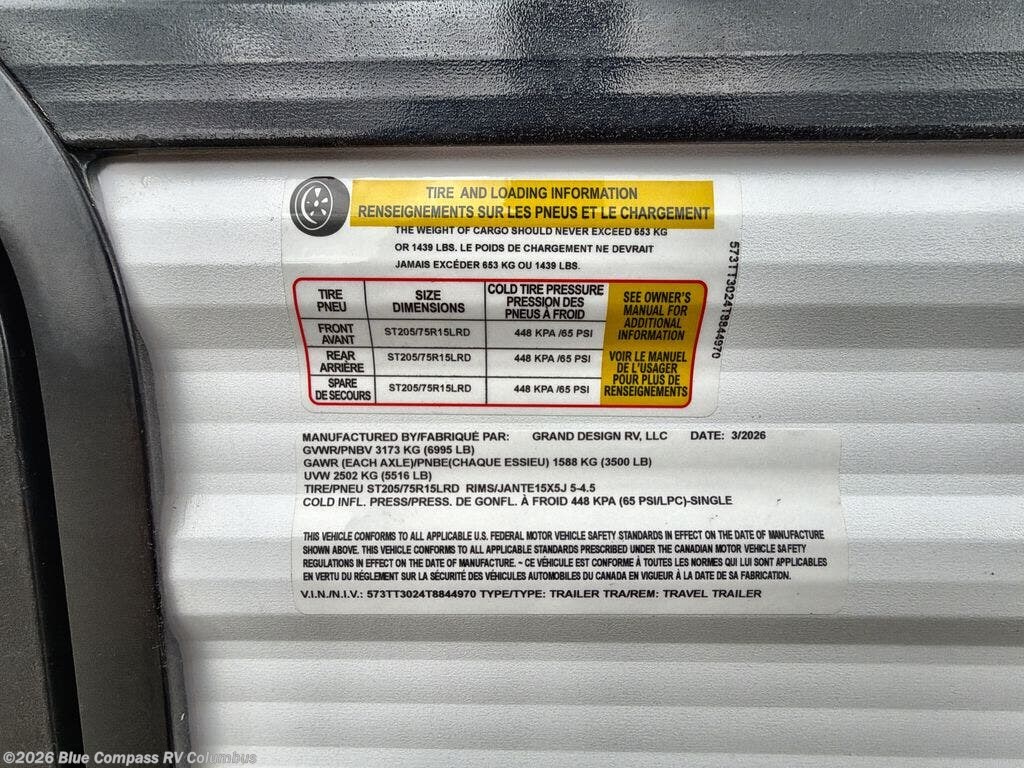 TIRE AND LOADING INFORMATION
RENSEIGNEMENTS SUR LES PNEUS ET LE CHARGEMENT
THE WEIGHT OF CARGO SHOULD NEVER EXCEED 653 KG
OR 1439 LBS. LE POIDS DE CHARGEMENT NE DEVRAIT
JAMAIS EXCÉDER 653 KG OU 1439 LBS.
TIRE
PNEU
SIZE
DIMENSIONS
COLD TIRE PRESSURE
PRESSION DES
PNEUS À FROID
FRONT
AVANT
ST205/75R15LRD
448 KPA /65 PSI
REAR
ARRIÈRE
ST205/75R15LRD
448 KPA /65 PSI
SPARE
DE SECOURS
ST205/75R15LRD
448 KPA /65 PSI
SEE OWNER'S
MANUAL FOR
ADDITIONAL
INFORMATION
VOIR LE MANUEL
DE L'USAGER
POUR PLUS DE
RENSEIGNEMENTS
573TT3024T8844970
MANUFACTURED BY/FABRIQUÉ PAR: GRAND DESIGN RV, LLC DATE: 3/2026
GVWR/PNBV 3173 KG (6995 LB)
GAWR (EACH AXLE)/PNBE(CHAQUE ESSIEU) 1588 KG (3500 LB)
UVW 2502 KG (5516 LB)
TIRE/PNEU ST205/75R15LRD RIMS/JANTE15X5J 5-4.5
COLD INFL. PRESS/PRESS. DE GONFL. À FROID 448 KPA (65 PSI/LPC)-SINGLE
THIS VEHICLE CONFORMS TO ALL APPLICABLE U.S. FEDERAL MOTOR VEHICLE SAFETY STANDARDS IN EFFECT ON THE DATE OF MANUFACTURE
SHOWN ABOVE. THIS VEHICLE CONFORMS TO ALL APPLICABLE STANDARDS PRESCRIBED UNDER THE CANADIAN MOTOR VEHICLE SAFETY
REGULATIONS IN EFFECT ON THE DATE OF MANUFACTURE. ~ CE VÉHICULE EST CONFORME À TOUTES LES NORMES QUI LUI SONT APPLICABLES
EN VERTU DU RÉGLEMENT SUR LA SÉCURITÉ DES VÉHICULES AUTOMOBILES DU CANADA EN VIGUEUR À LA DATE DE SA FABRICATION.
V.I.N./N.I.V.: 573TT3024T8844970 TYPE/TYPE: TRAILER TRA/REM: TRAVEL TRAILER
©2026 Blue Compass RV Columbus